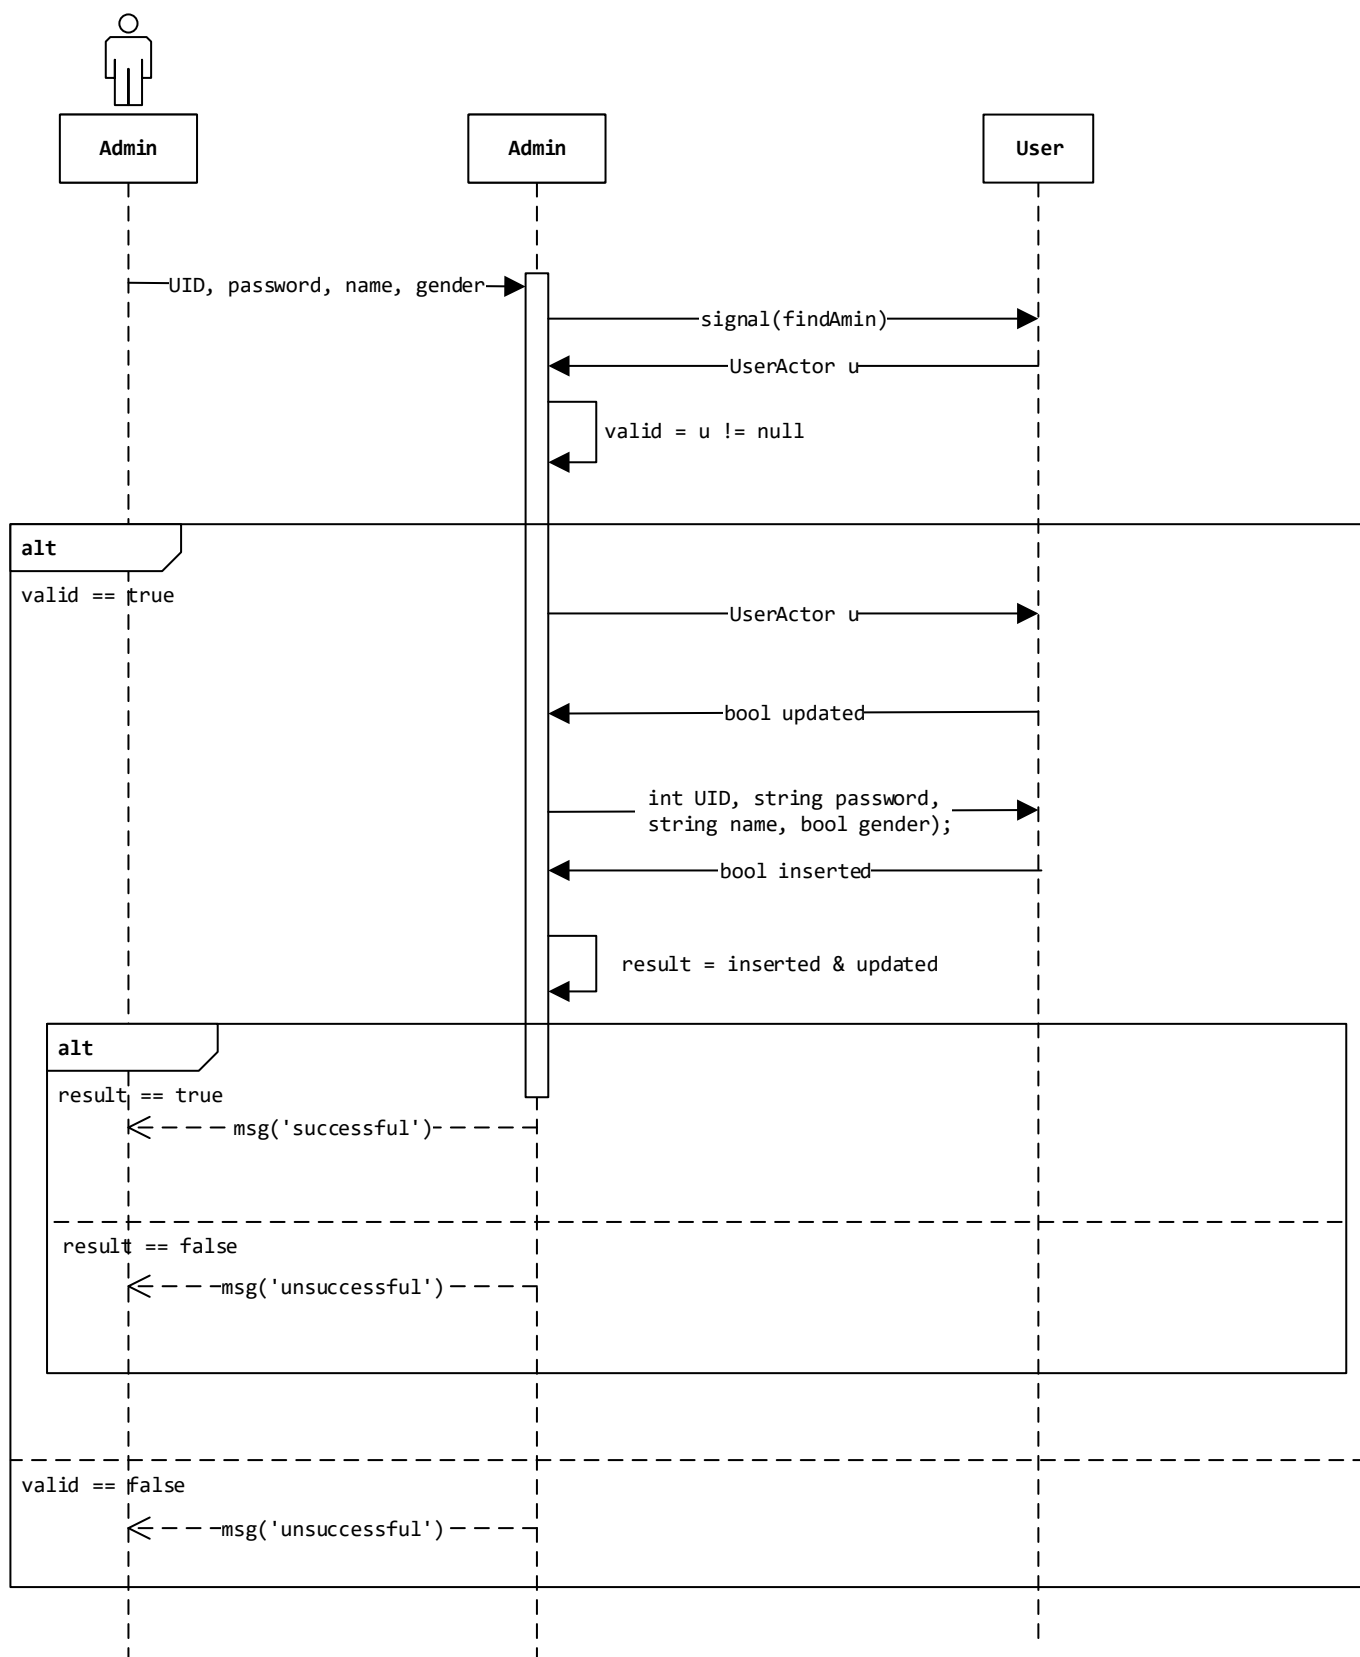 Admin
Admin
User
UID, password, name, gender
signal(findAmin)
UserActor u
valid = u != null
alt
valid == true
UserActor u
bool updated
int UID, string password,
string name, bool gender);
bool inserted
result = inserted & updated
alt
result == true
msg('successful')
result == false
msg('unsuccessful')
valid == false
msg('unsuccessful')